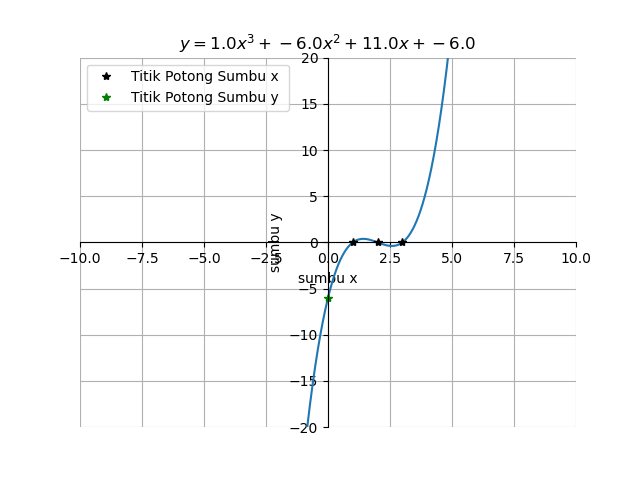 y = 1.0x³ + −6.0x² + 11.0x + −6.0
Titik Potong Sumbu x
Titik Potong Sumbu y
20
15
10
5
0
−10.0 −7.5 −5.0 −2.5 0.0 2.5 5.0 7.5 10.0
sumbu y
sumbu x
−5
−10
−15
−20